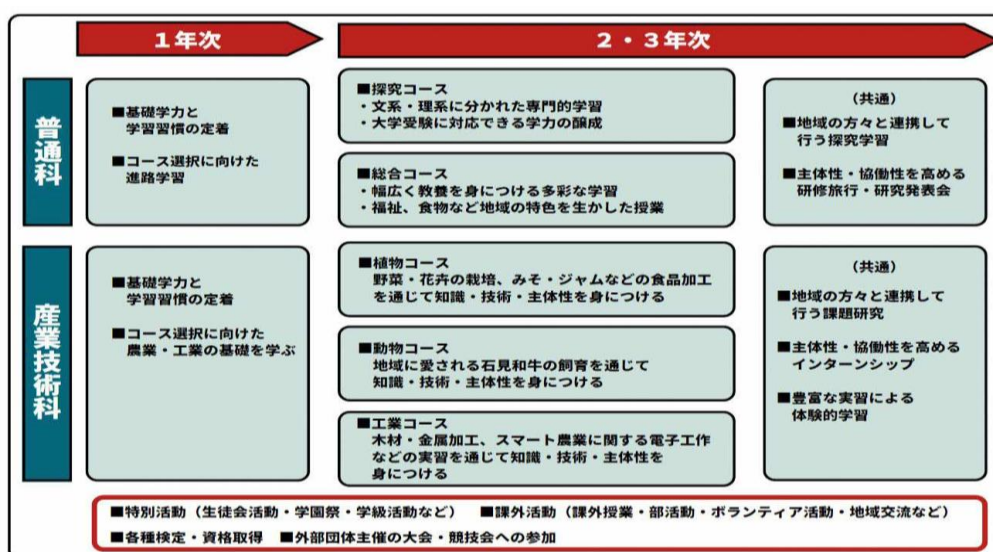 1年次
2・3年次
普通科
■基礎学力と
学習習慣の定着
■コース選択に向けた
進路学習
■探究コース
・文系・理系に分かれた専門的学習
・大学受験に対応できる学力の醸成
■総合コース
・幅広く教養を身につける多彩な学習
・福祉、食物など地域の特色を生かした授業
（共通）
■地域の方々と連携して
行う探究学習
■主体性・協働性を高める
研修旅行・研究発表会
産業技術科
■基礎学力と
学習習慣の定着
■コース選択に向けた
農業・工業の基礎を学ぶ
■植物コース
野菜・花卉の栽培、みそ・ジャムなどの食品加工
を通じて知識・技術・主体性を身につける
■動物コース
地域に愛される石見和牛の飼育を通じて
知識・技術・主体性を身につける
■工業コース
木材・金属加工、スマート農業に関する電子工作
などの実習を通じて知識・技術・主体性を
身につける
（共通）
■地域の方々と連携して
行う課題研究
■主体性・協働性を高める
インターンシップ
■豊富な実習による
体験的学習
■特別活動（生徒会活動・学園祭・学級活動など） ■課外活動（課外授業・部活動・ボランティア活動・地域交流など）
■各種検定・資格取得 ■外部団体主催の大会・競技会への参加